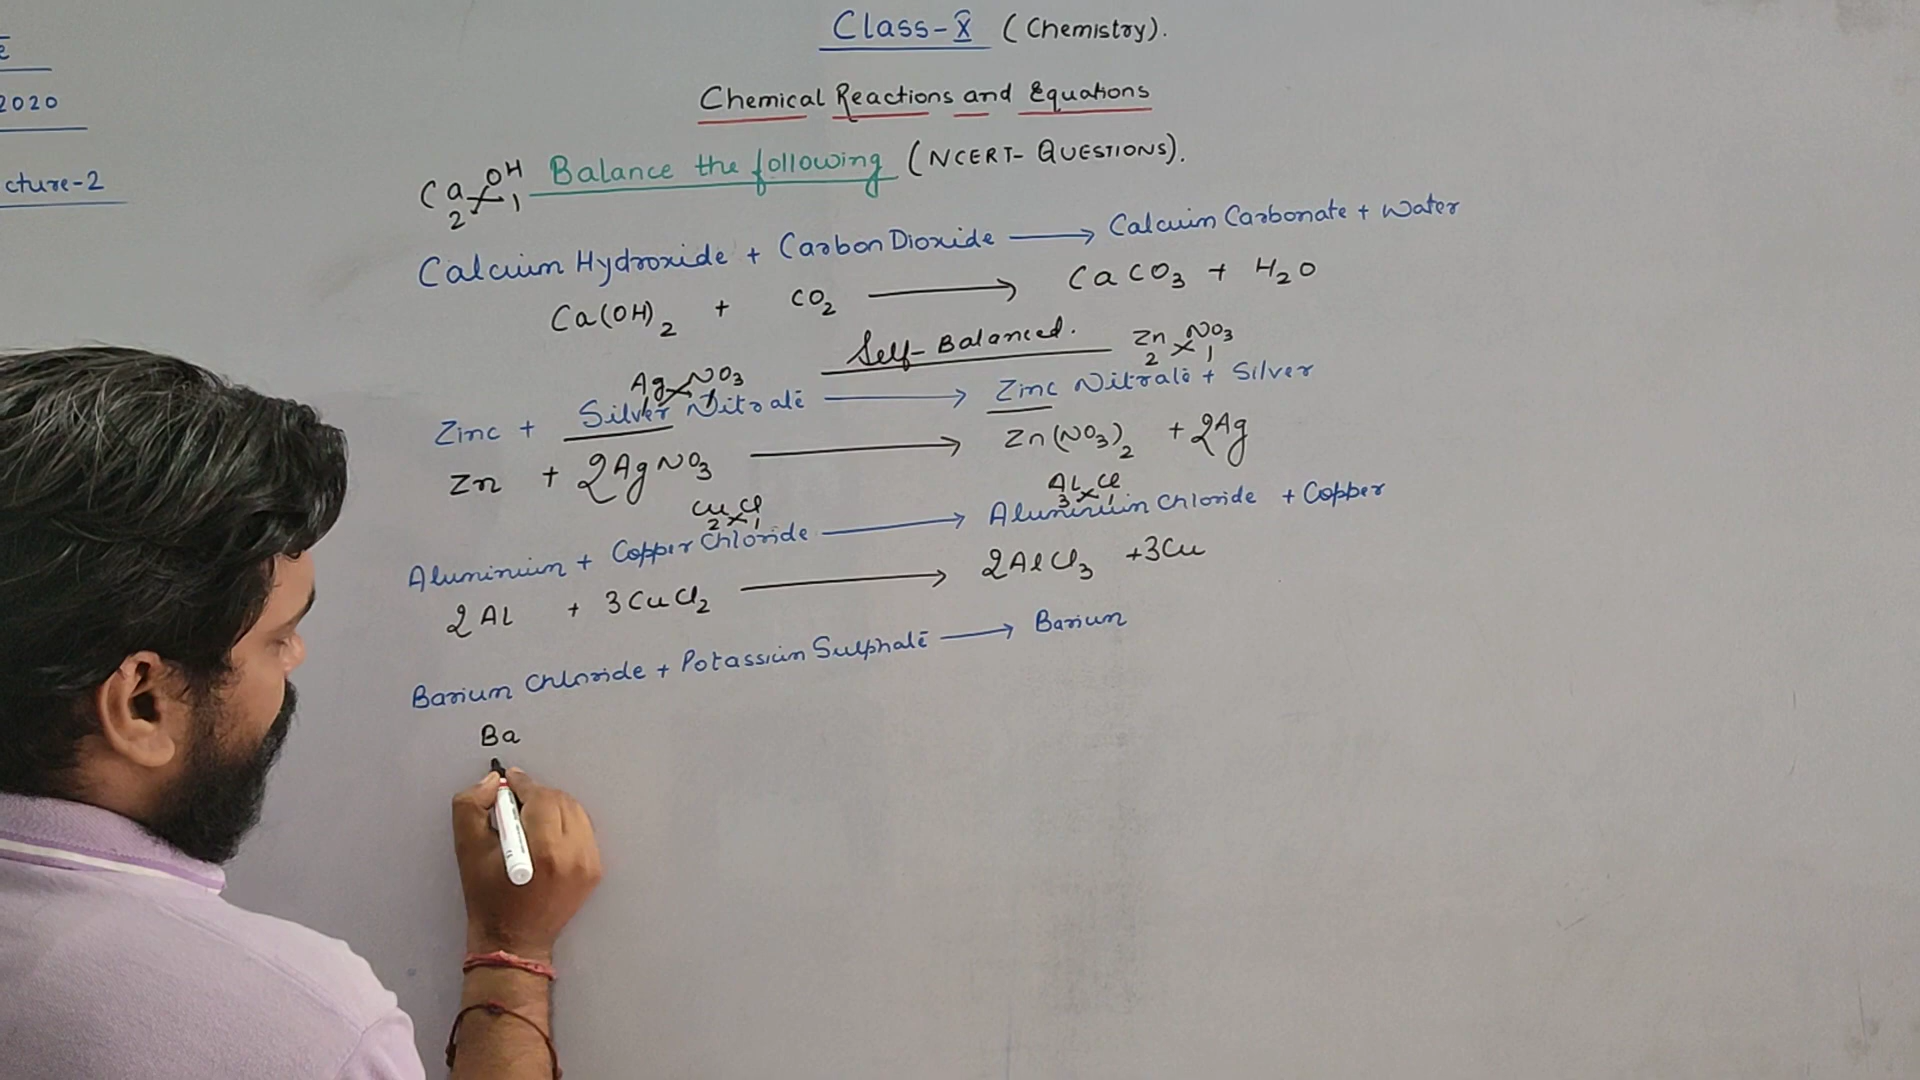 Class-X (Chemistry).
2020
cture-2
Chemical Reactions and Equations
Balance the following (NCERT- QUESTIONS).
Ca OH
2 1
Calcium Hydroxide + Carbon Dioxide ⟶ Calcium Carbonate + Water
Ca(OH)₂ + CO₂ ⟶ CaCO₃ + H₂O
Self-Balanced.
Ag NO₃
1 1
Zn NO₃
2 1
Zinc + Silver Nitrate ⟶ Zinc Nitrate + Silver
Zn + 2AgNO₃ ⟶ Zn(NO₃)₂ + 2Ag
Cu Cl
2 1
Al Cl
3 1
Aluminium + Copper Chloride ⟶ Aluminium Chloride + Copper
2Al + 3CuCl₂ ⟶ 2AlCl₃ + 3Cu
Barium Chloride + Potassium Sulphate ⟶ Barium
Ba